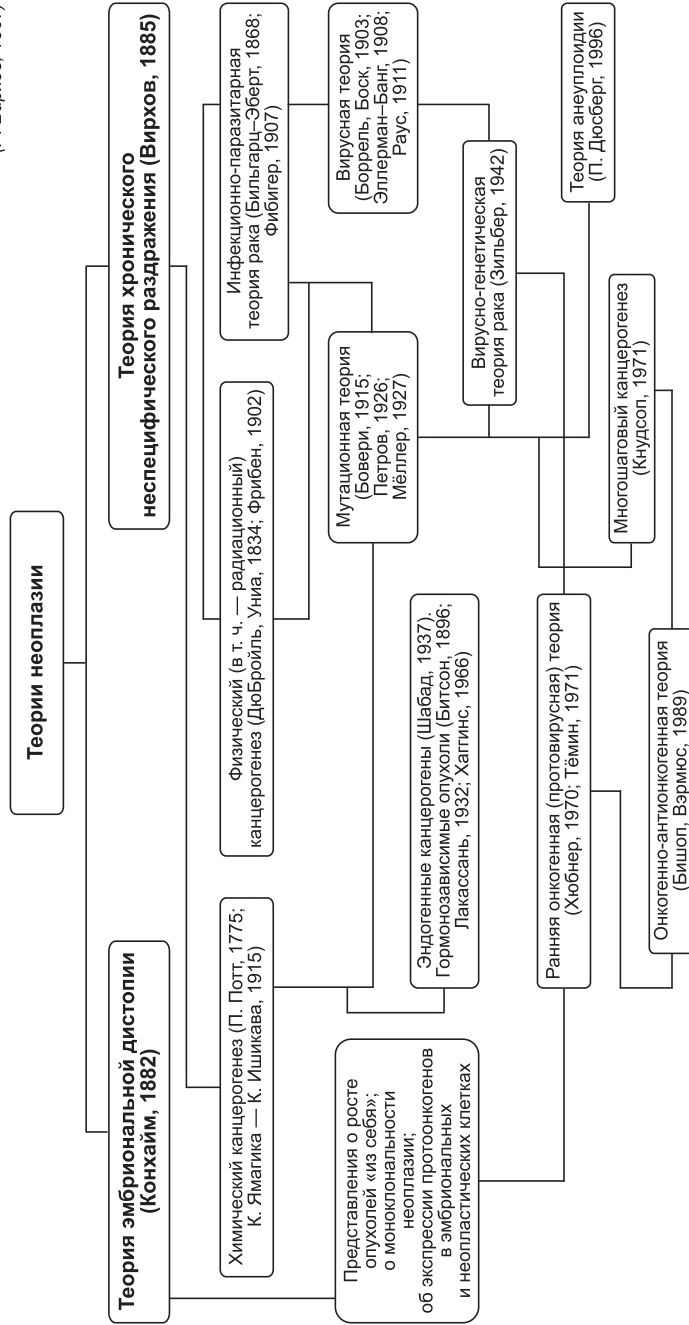 Теории неоплазии
Теория эмбриональной дистопии
(Конхайм, 1882)
Теория хронического
неспецифического раздражения (Вирхов, 1885)
Химический канцерогенез (П. Потт, 1775;
К. Ямагика — К. Ишикава, 1915)
Физический (в т. ч. — радиационный)
канцерогенез (ДюБройль, Униа, 1834; Фрибен, 1902)
Инфекционно-паразитарная
теория рака (Бильгарц–Эберт, 1868;
Фибигер, 1907)
Представления о росте
опухолей «из себя»;
о моноклональности
неоплазии;
об экспрессии протоонкогенов
в эмбриональных
и неопластических клетках
Мутационная теория
(Бовери, 1915;
Петров, 1926;
Мёллер, 1927)
Вирусная теория
(Боррель, Боск, 1903;
Эллерман–Банг, 1908;
Раус, 1911)
Эндогенные канцерогены (Шабад, 1937).
Гормонозависимые опухоли (Битсон, 1896;
Лакассань, 1932; Хаггинс, 1966)
Вирусно-генетическая
теория рака (Зильбер, 1942)
Ранняя онкогенная (протовирусная) теория
(Хюбнер, 1970; Тёмин, 1971)
Теория анеуплоидии
(П. Дюсберг, 1996)
Многошаговый канцерогенез
(Кнудсоп, 1971)
Онкогенно-антионкогенная теория
(Бишоп, Вэрмюс, 1989)